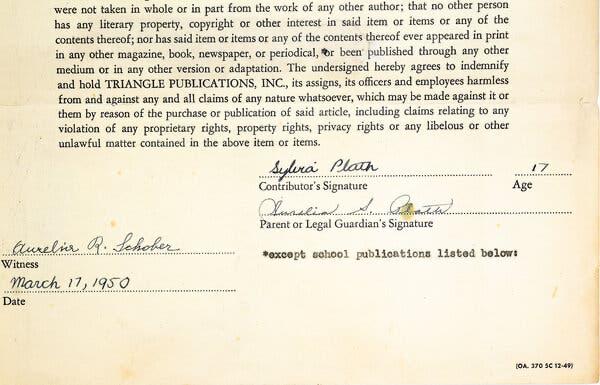 were not taken in whole or in part from the work of any other author; that no other person
has any literary property, copyright or other interest in said item or items or any of the
contents thereof; nor has said item or items or any of the contents thereof ever appeared in print
in any other magazine, book, newspaper, or periodical, *or been published through any other
medium or in any other version or adaptation. The undersigned hereby agrees to indemnify
and hold TRIANGLE PUBLICATIONS, INC., its assigns, its officers and employees harmless
from and against any and all claims of any nature whatsoever, which may be made against it or
them by reason of the purchase or publication of said article, including claims relating to any
violation of any proprietary rights, property rights, privacy rights or any libelous or other
unlawful matter contained in the above item or items.
Sylvia Plath 17
Contributor's Signature Age
Aurelia S. Plath
Parent or Legal Guardian's Signature
Aurelia R. Schober
Witness
*except school publications listed below:
March 17, 1950
Date
(OA. 370 5C 12-49)